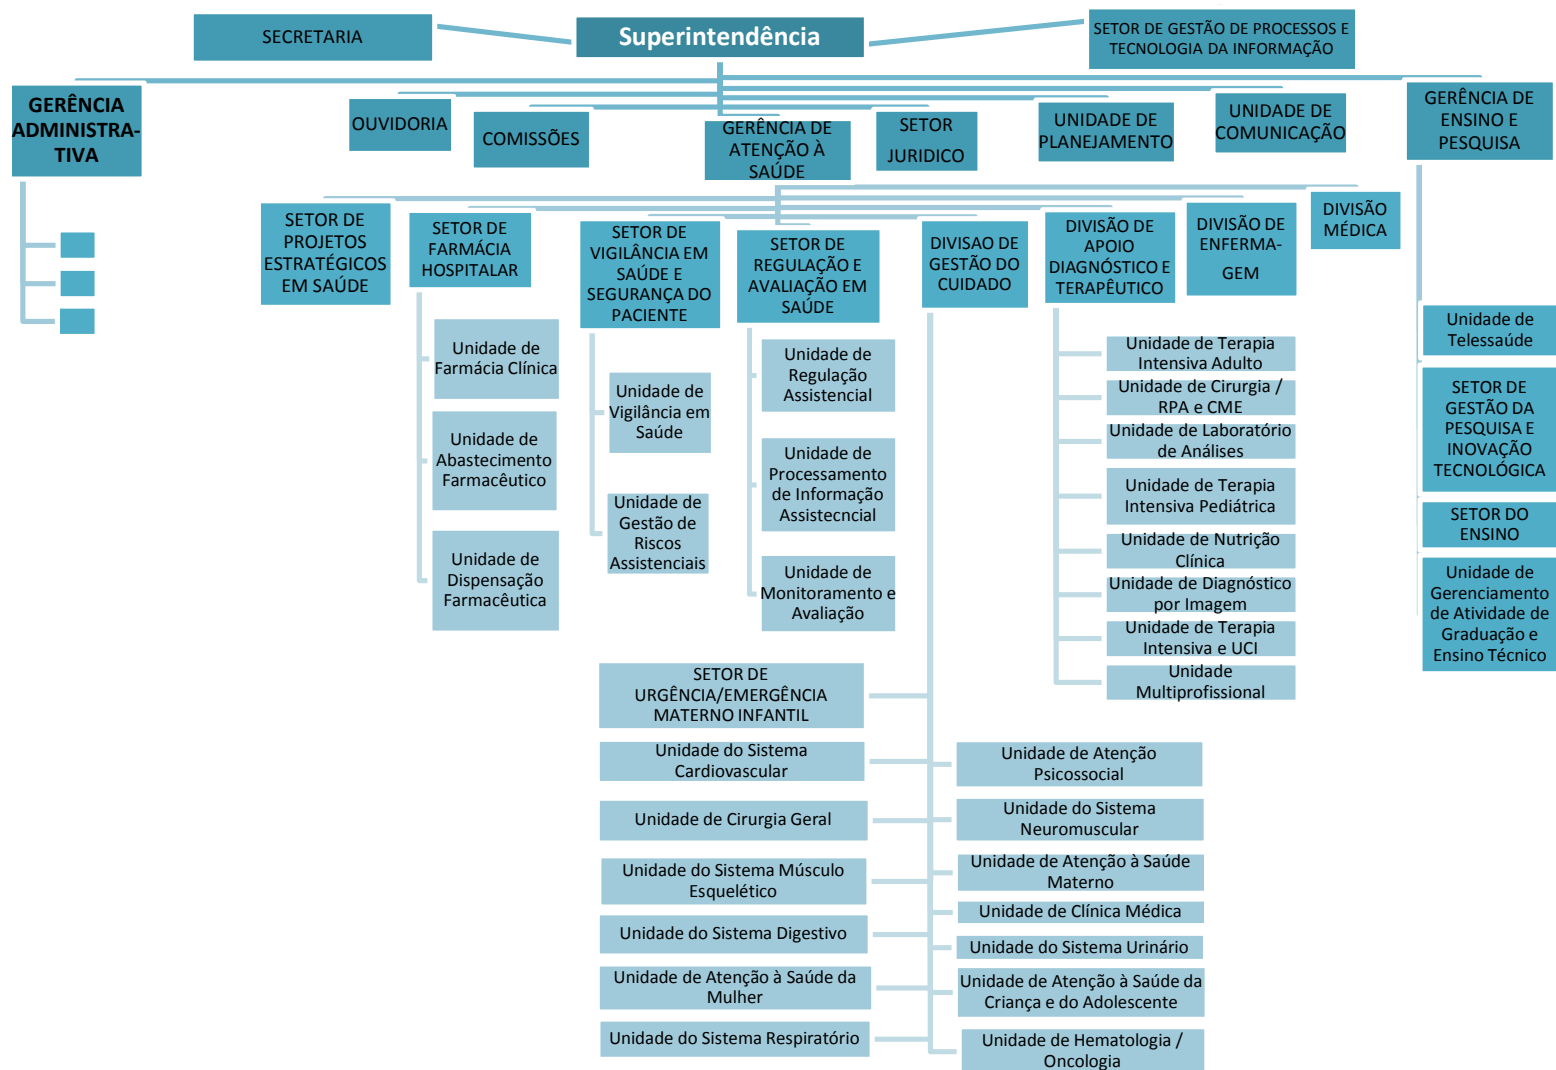 SECRETARIA
Superintendência
SETOR DE GESTÃO DE PROCESSOS E
TECNOLOGIA DA INFORMAÇÃO
GERÊNCIA
ADMINISTRA-
TIVA
OUVIDORIA
COMISSÕES
GERÊNCIA DE
ATENÇÃO À
SAÚDE
SETOR
JURIDICO
UNIDADE DE
PLANEJAMENTO
UNIDADE DE
COMUNICAÇÃO
GERÊNCIA DE
ENSINO E
PESQUISA
SETOR DE
PROJETOS
ESTRATÉGICOS
EM SAÚDE
SETOR DE
FARMÁCIA
HOSPITALAR
SETOR DE
VIGILÂNCIA EM
SAÚDE E
SEGURANÇA DO
PACIENTE
SETOR DE
REGULAÇÃO E
AVALIAÇÃO EM
SAÚDE
DIVISAO DE
GESTÃO DO
CUIDADO
DIVISÃO DE
APOIO
DIAGNÓSTICO E
TERAPÊUTICO
DIVISÃO DE
ENFERMA-
GEM
DIVISÃO
MÉDICA
Unidade de
Farmácia Clínica
Unidade de
Abastecimento
Farmacêutico
Unidade de
Dispensação
Farmacêutica
Unidade de
Vigilância em
Saúde
Unidade de
Gestão de
Riscos
Assistenciais
Unidade de
Regulação
Assistencial
Unidade de
Processamento
de Informação
Assistecncial
Unidade de
Monitoramento e
Avaliação
Unidade de Terapia
Intensiva Adulto
Unidade de Cirurgia /
RPA e CME
Unidade de Laboratório
de Análises
Unidade de Terapia
Intensiva Pediátrica
Unidade de Nutrição
Clínica
Unidade de Diagnóstico
por Imagem
Unidade de Terapia
Intensiva e UCI
Unidade
Multiprofissional
Unidade de
Telessaúde
SETOR DE
GESTÃO DA
PESQUISA E
INOVAÇÃO
TECNOLÓGICA
SETOR DO
ENSINO
Unidade de
Gerenciamento
de Atividade de
Graduação e
Ensino Técnico
SETOR DE
URGÊNCIA/EMERGÊNCIA
MATERNO INFANTIL
Unidade do Sistema
Cardiovascular
Unidade de Cirurgia Geral
Unidade do Sistema Músculo
Esquelético
Unidade do Sistema Digestivo
Unidade de Atenção à Saúde da
Mulher
Unidade do Sistema Respiratório
Unidade de Atenção
Psicossocial
Unidade do Sistema
Neuromuscular
Unidade de Atenção à Saúde
Materno
Unidade de Clínica Médica
Unidade do Sistema Urinário
Unidade de Atenção à Saúde da
Criança e do Adolescente
Unidade de Hematologia /
Oncologia